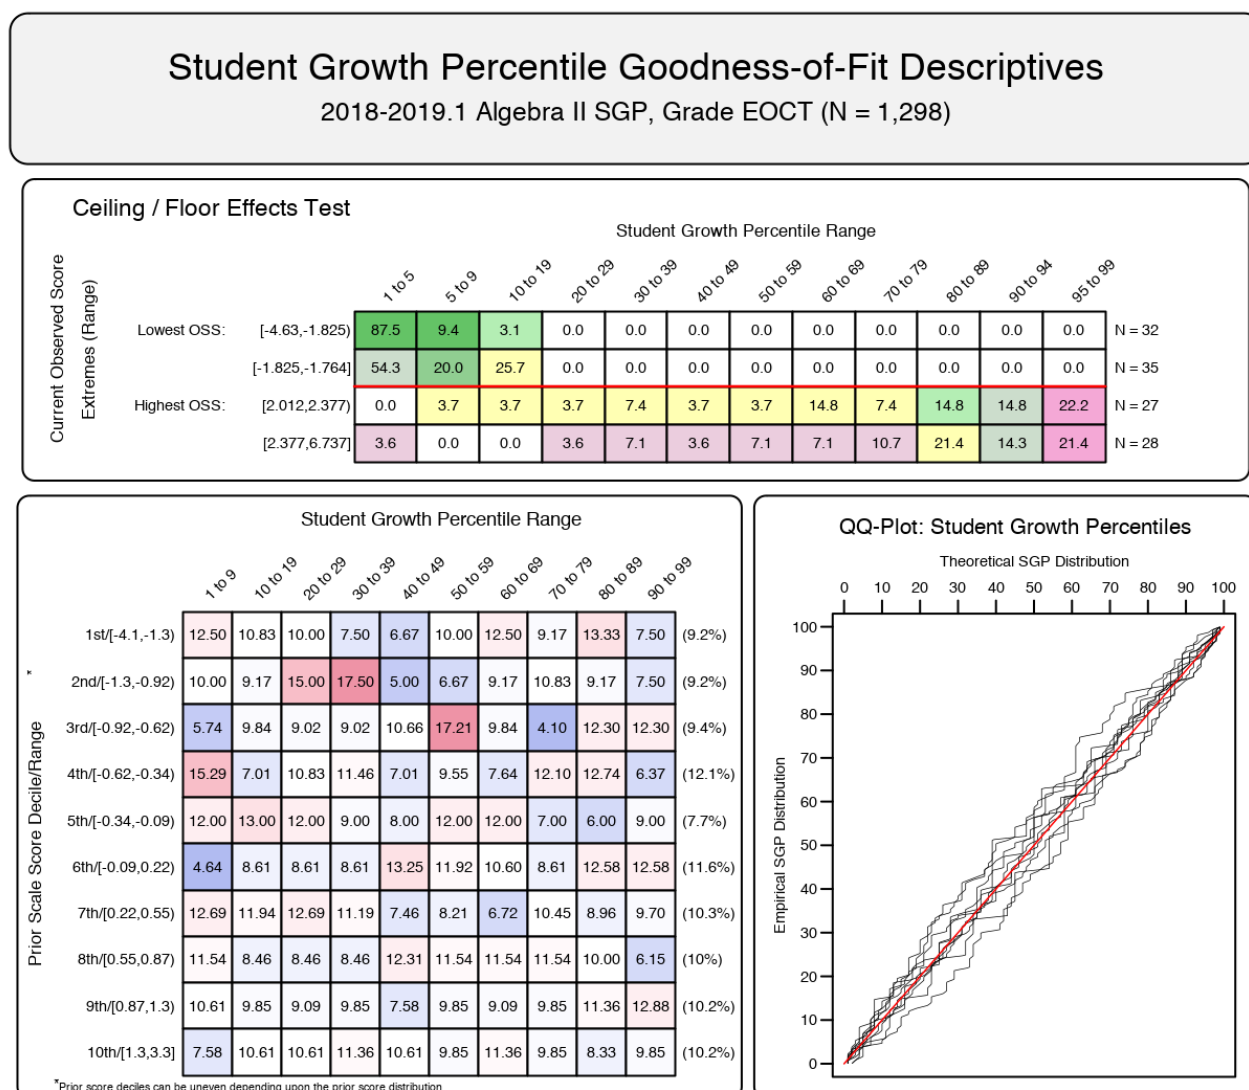 Student Growth Percentile Goodness-of-Fit Descriptives
2018-2019.1 Algebra II SGP, Grade EOCT (N = 1,298)
Ceiling / Floor Effects Test
Student Growth Percentile Range
Current Observed Score
Extremes (Range)
1 to 5 5 to 9 10 to 19 20 to 29 30 to 39 40 to 49 50 to 59 60 to 69 70 to 79 80 to 89 90 to 94 95 to 99
Lowest OSS: [-4.63,-1.825) 87.5 9.4 3.1 0.0 0.0 0.0 0.0 0.0 0.0 0.0 0.0 0.0 N = 32
[-1.825,-1.764] 54.3 20.0 25.7 0.0 0.0 0.0 0.0 0.0 0.0 0.0 0.0 0.0 N = 35
Highest OSS: [2.012,2.377) 0.0 3.7 3.7 3.7 7.4 3.7 3.7 14.8 7.4 14.8 14.8 22.2 N = 27
[2.377,6.737] 3.6 0.0 0.0 3.6 7.1 3.6 7.1 7.1 10.7 21.4 14.3 21.4 N = 28
Student Growth Percentile Range
1 to 9 10 to 19 20 to 29 30 to 39 40 to 49 50 to 59 60 to 69 70 to 79 80 to 89 90 to 99
Prior Scale Score Decile/Range *
1st/[-4.1,-1.3) 12.50 10.83 10.00 7.50 6.67 10.00 12.50 9.17 13.33 7.50 (9.2%)
2nd/[-1.3,-0.92) 10.00 9.17 15.00 17.50 5.00 6.67 9.17 10.83 9.17 7.50 (9.2%)
3rd/[-0.92,-0.62) 5.74 9.84 9.02 9.02 10.66 17.21 9.84 4.10 12.30 12.30 (9.4%)
4th/[-0.62,-0.34) 15.29 7.01 10.83 11.46 7.01 9.55 7.64 12.10 12.74 6.37 (12.1%)
5th/[-0.34,-0.09) 12.00 13.00 12.00 9.00 8.00 12.00 12.00 7.00 6.00 9.00 (7.7%)
6th/[-0.09,0.22) 4.64 8.61 8.61 8.61 13.25 11.92 10.60 8.61 12.58 12.58 (11.6%)
7th/[0.22,0.55) 12.69 11.94 12.69 11.19 7.46 8.21 6.72 10.45 8.96 9.70 (10.3%)
8th/[0.55,0.87) 11.54 8.46 8.46 8.46 12.31 11.54 11.54 11.54 10.00 6.15 (10%)
9th/[0.87,1.3) 10.61 9.85 9.09 9.85 7.58 9.85 9.09 9.85 11.36 12.88 (10.2%)
10th/[1.3,3.3] 7.58 10.61 10.61 11.36 10.61 9.85 11.36 9.85 8.33 9.85 (10.2%)
*Prior score deciles can be uneven depending upon the prior score distribution
QQ-Plot: Student Growth Percentiles
Theoretical SGP Distribution
0 10 20 30 40 50 60 70 80 90 100
Empirical SGP Distribution
100
90
80
70
60
50
40
30
20
10
0